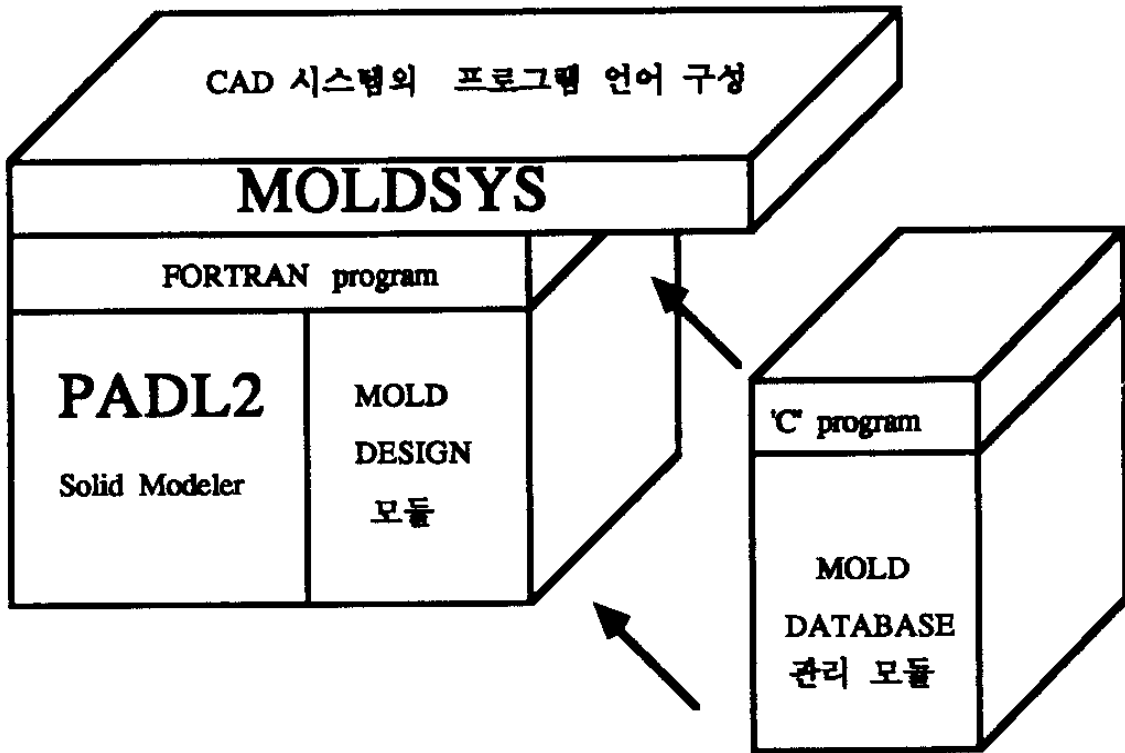 CAD 시스템의 프로그램 언어 구성
MOLDSYS
FORTRAN program
PADL2
Solid Modeler
MOLD
DESIGN
모듈
'C' program
MOLD
DATABASE
관리 모듈